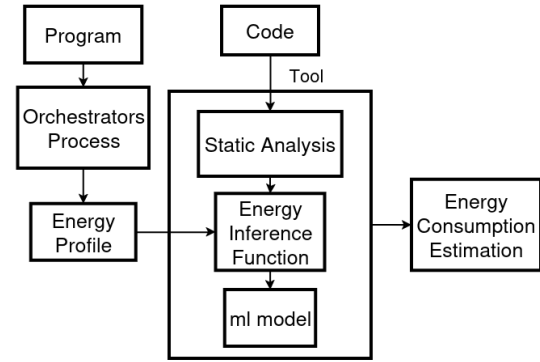 Program
Code
Tool
Orchestrators
Process
Static Analysis
Energy
Profile
Energy
Inference
Function
Energy
Consumption
Estimation
ml model